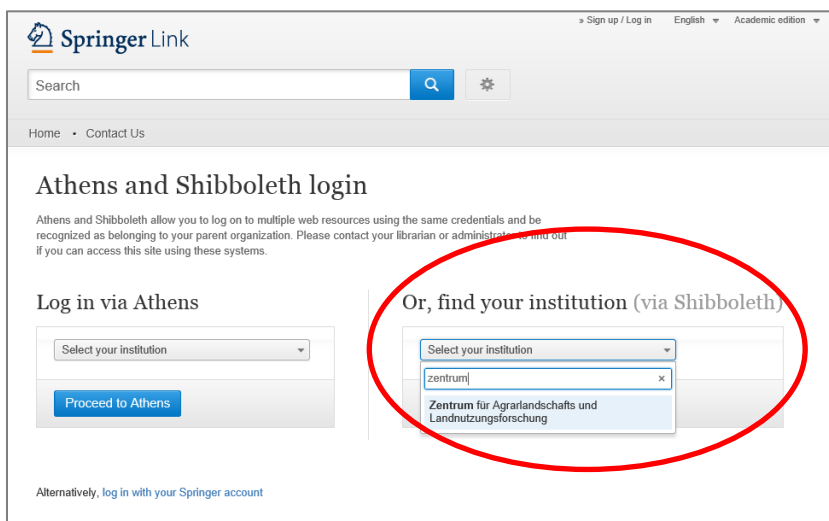 » Sign up / Log in English Academic edition
Springer Link
Search
Home • Contact Us
Athens and Shibboleth login
Athens and Shibboleth allow you to log on to multiple web resources using the same credentials and be
recognized as belonging to your parent organization. Please contact your librarian or administrator to find out
if you can access this site using these systems.
Log in via Athens
Select your institution
Proceed to Athens
Or, find your institution (via Shibboleth)
Select your institution
zentrum
Zentrum für Agrarlandschafts und
Landnutzungsforschung
Alternatively, log in with your Springer account